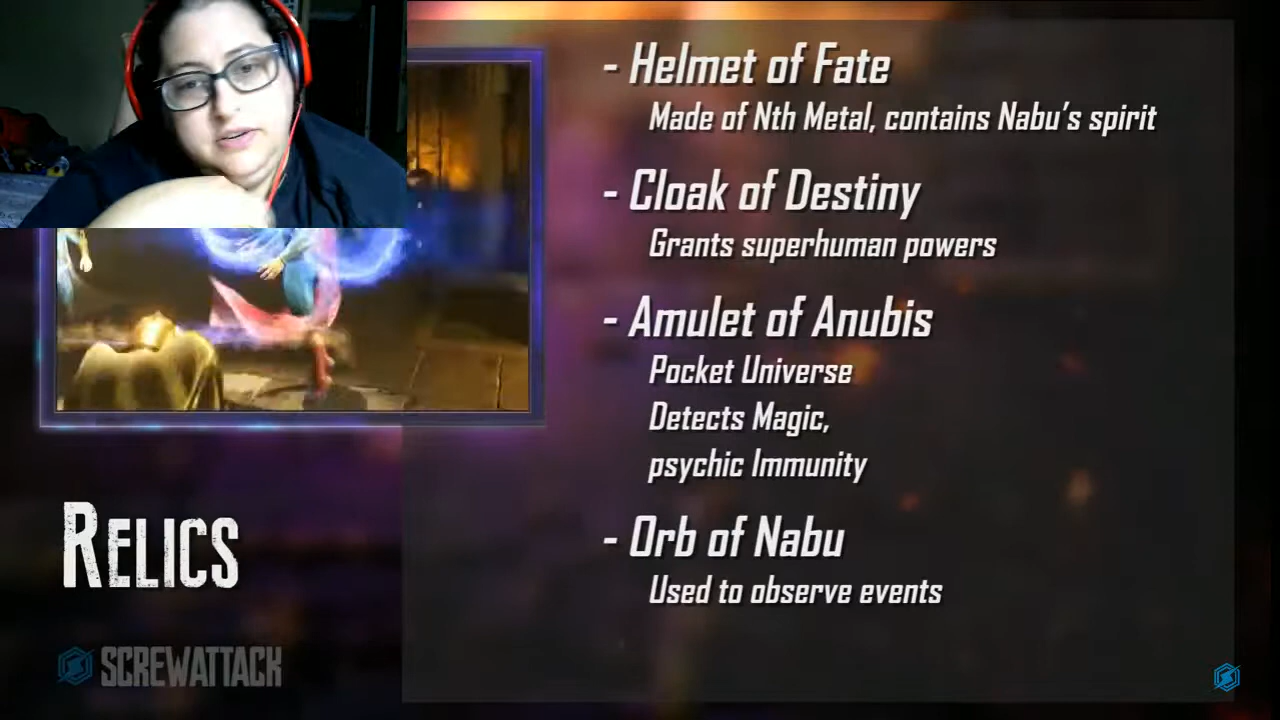 - Helmet of Fate
Made of Nth Metal, contains Nabu's spirit
- Cloak of Destiny
Grants superhuman powers
- Amulet of Anubis
Pocket Universe
Detects Magic,
psychic Immunity
- Orb of Nabu
Used to observe events
RELICS
SCREWATTACK